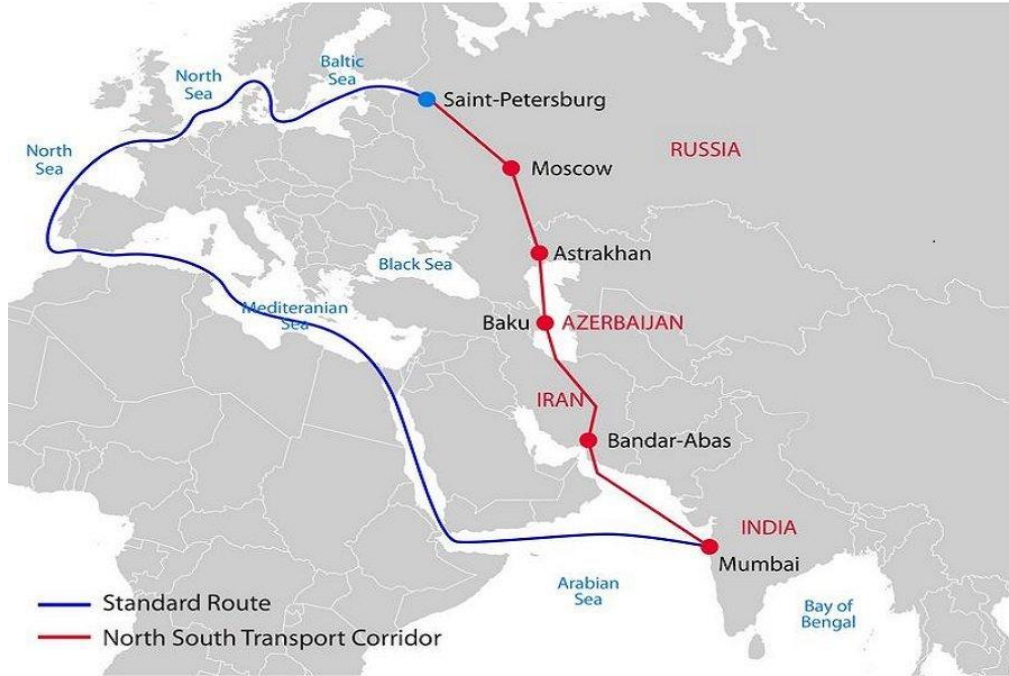 North
Sea
Baltic
Sea
Saint-Petersburg
North
Sea
RUSSIA
Moscow
Astrakhan
Black Sea
Mediteranian
Sea
Baku
AZERBAIJAN
IRAN
Bandar-Abas
INDIA
Mumbai
Arabian
Sea
Bay of
Bengal
Standard Route
North South Transport Corridor